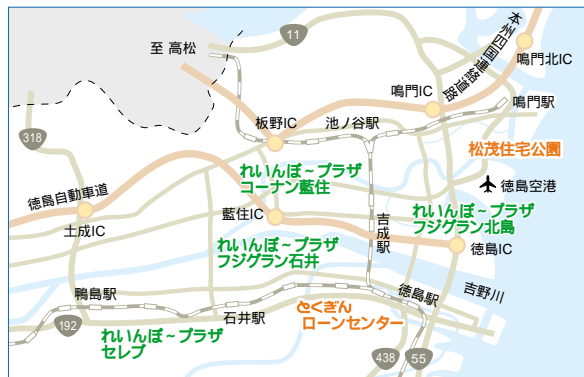 至 高松
11
本州四国連絡道路
鳴門北IC
鳴門IC
鳴門駅
318
板野IC
池ノ谷駅
松茂住宅公園
れいんぼ～プラザ
コーナン藍住
徳島空港
徳島自動車道
藍住IC
吉成駅
れいんぼ～プラザ
フジグラン北島
土成IC
れいんぼ～プラザ
フジグラン石井
徳島IC
鴨島駅
とくぎん
ローンセンター
徳島駅
吉野川
192
石井駅
れいんぼ～プラザ
セレブ
438
55